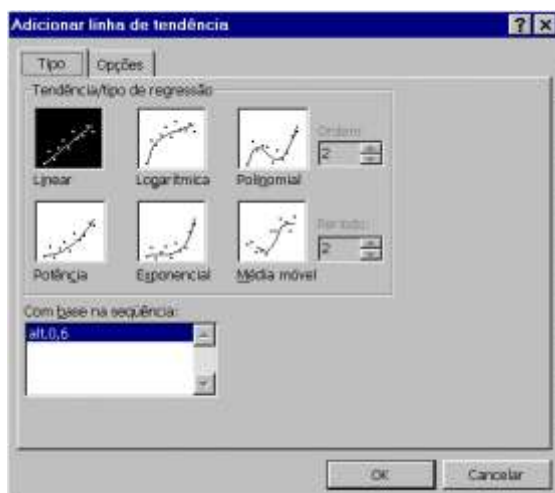 Adicionar linha de tendência
Tipo
Opções
Tendência/tipo de regressão
Linear
Logarítmica
Polinomial
Ordem:
2
Potência
Exponencial
Média móvel
Período:
2
Com base na seqüência:
alt.0,6
OK
Cancelar